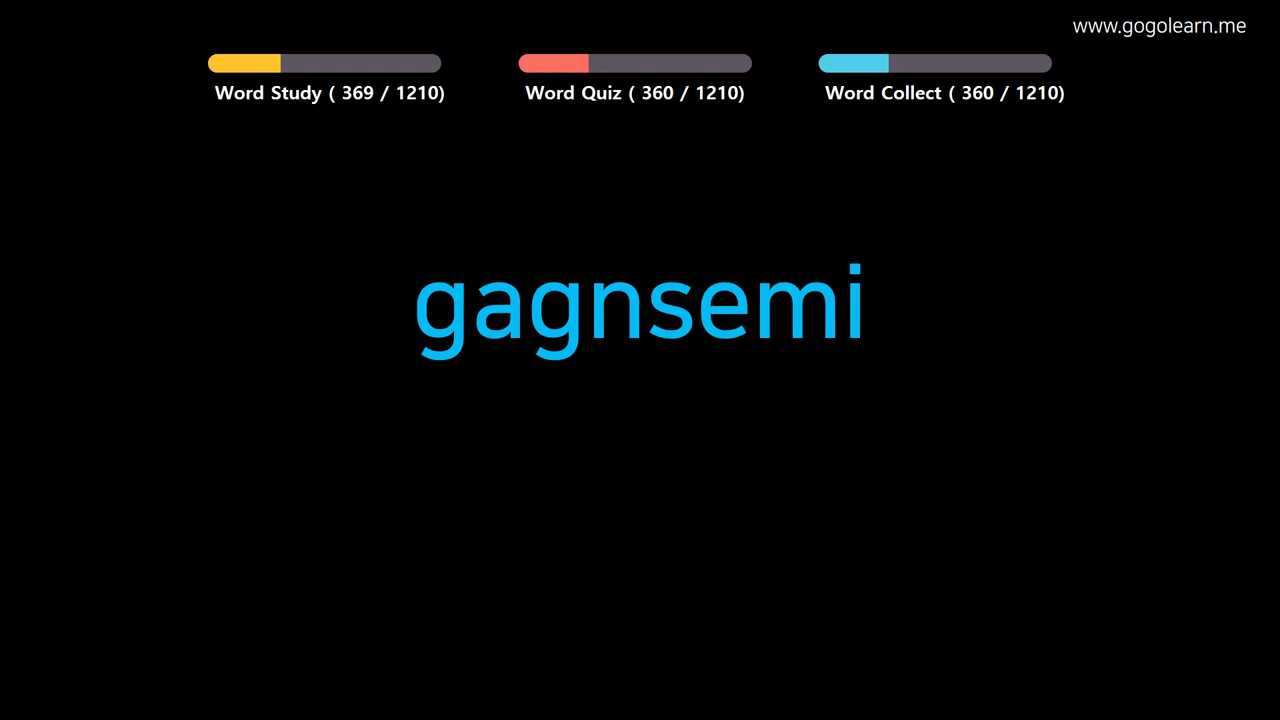 www.gogolearn.me
Word Study ( 369 / 1210)
Word Quiz ( 360 / 1210)
Word Collect ( 360 / 1210)
gagnsemi